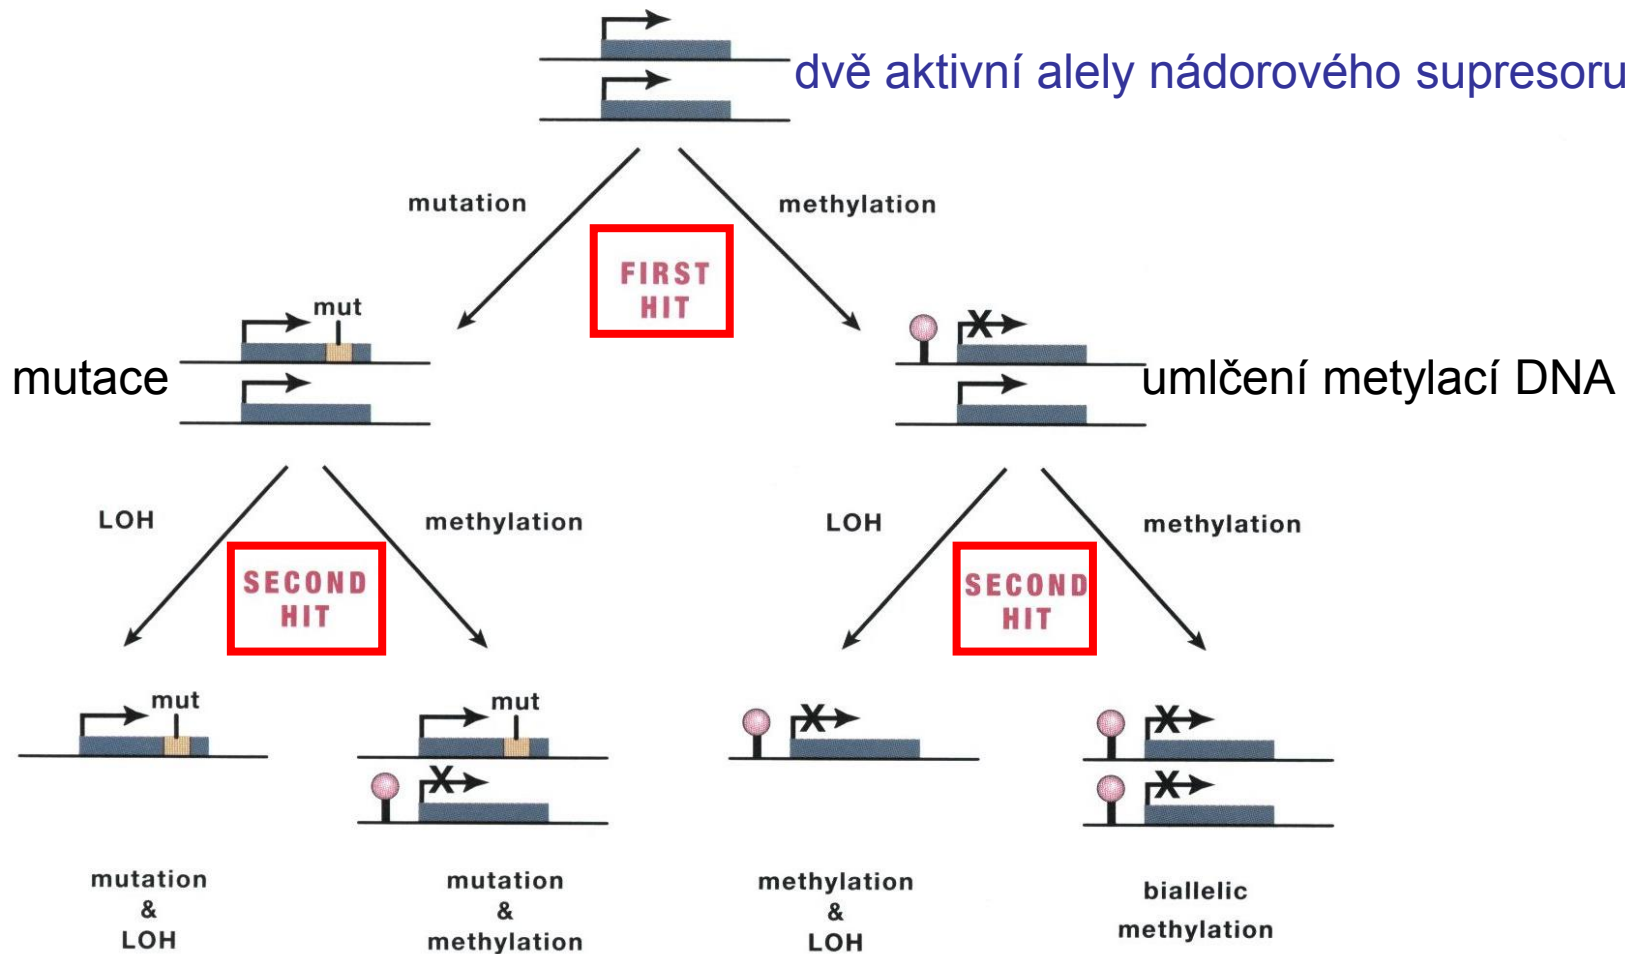 dvě aktivní alely nádorového supresoru
mutation
methylation
FIRST
HIT
mut
X
mutace
umlčení metylací DNA
LOH
methylation
LOH
methylation
SECOND
HIT
SECOND
HIT
mut
mut
X
X
X
X
mutation
&
LOH
mutation
&
methylation
methylation
&
LOH
biallelic
methylation